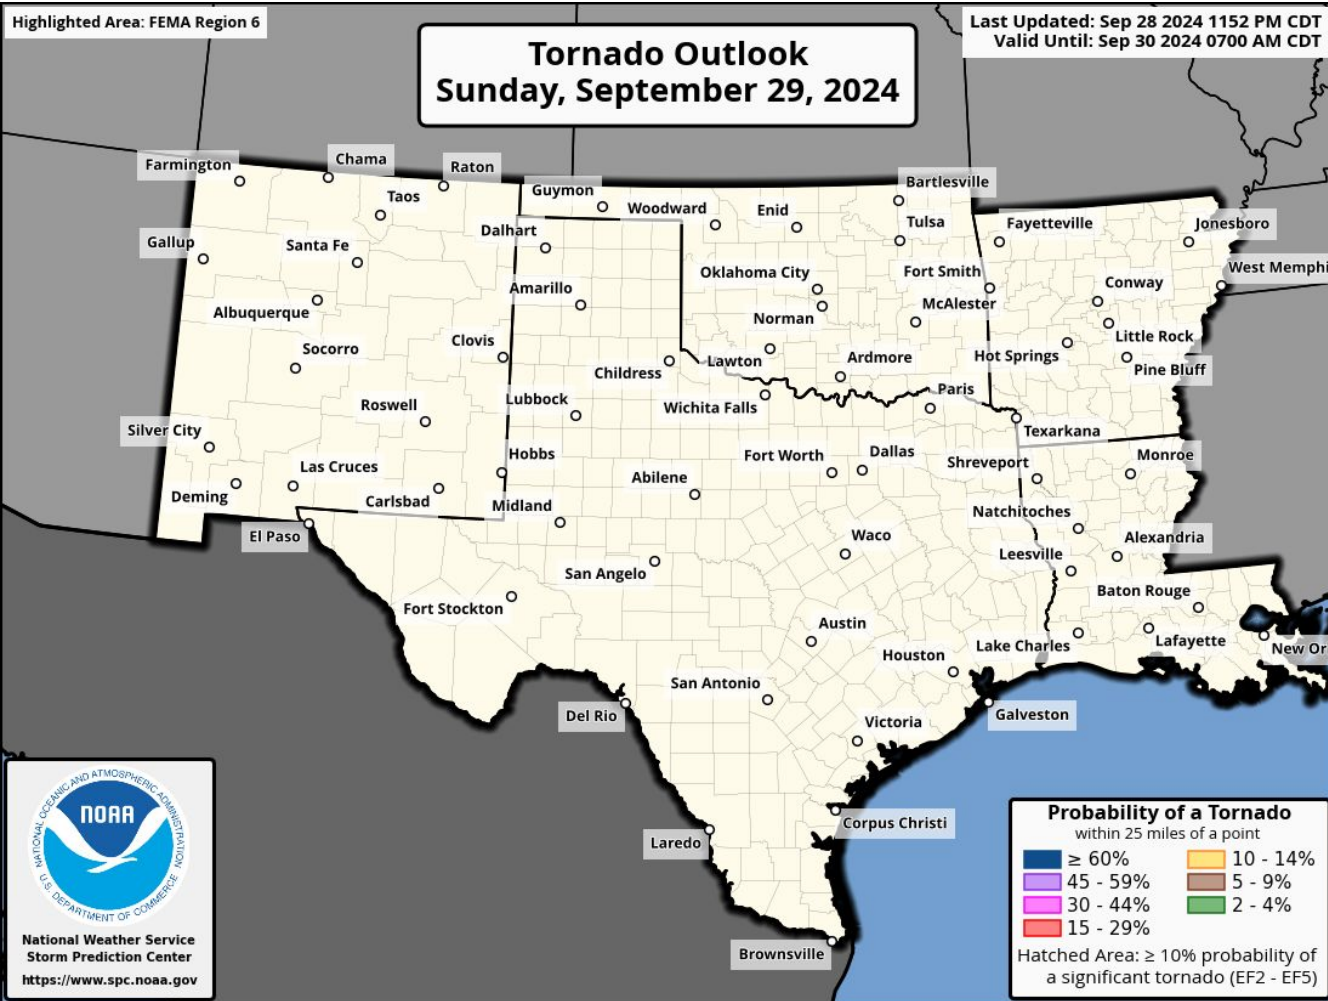 Highlighted Area: FEMA Region 6
Tornado Outlook
Sunday, September 29, 2024
Last Updated: Sep 28 2024 1152 PM CDT
Valid Until: Sep 30 2024 0700 AM CDT
Farmington
Chama
Raton
Taos
Guymon
Woodward
Enid
Bartlesville
Tulsa
Fayetteville
Jonesboro
Gallup
Santa Fe
Dalhart
Oklahoma City
Fort Smith
West Memphi
Albuquerque
Amarillo
Norman
McAlester
Conway
Socorro
Clovis
Childress
Lawton
Ardmore
Hot Springs
Little Rock
Pine Bluff
Roswell
Lubbock
Wichita Falls
Paris
Texarkana
Silver City
Las Cruces
Hobbs
Abilene
Fort Worth
Dallas
Shreveport
Monroe
Deming
Carlsbad
Midland
Natchitoches
El Paso
San Angelo
Waco
Leesville
Alexandria
Fort Stockton
Austin
Baton Rouge
San Antonio
Houston
Lake Charles
Lafayette
New Or
Del Rio
Victoria
Galveston
Laredo
Corpus Christi
Brownsville
NATIONAL OCEANIC AND ATMOSPHERIC ADMINISTRATION
NOAA
U.S. DEPARTMENT OF COMMERCE
National Weather Service
Storm Prediction Center
https://www.spc.noaa.gov
Probability of a Tornado
within 25 miles of a point
≥ 60%
45 - 59%
30 - 44%
15 - 29%
10 - 14%
5 - 9%
2 - 4%
Hatched Area: ≥ 10% probability of
a significant tornado (EF2 - EF5)